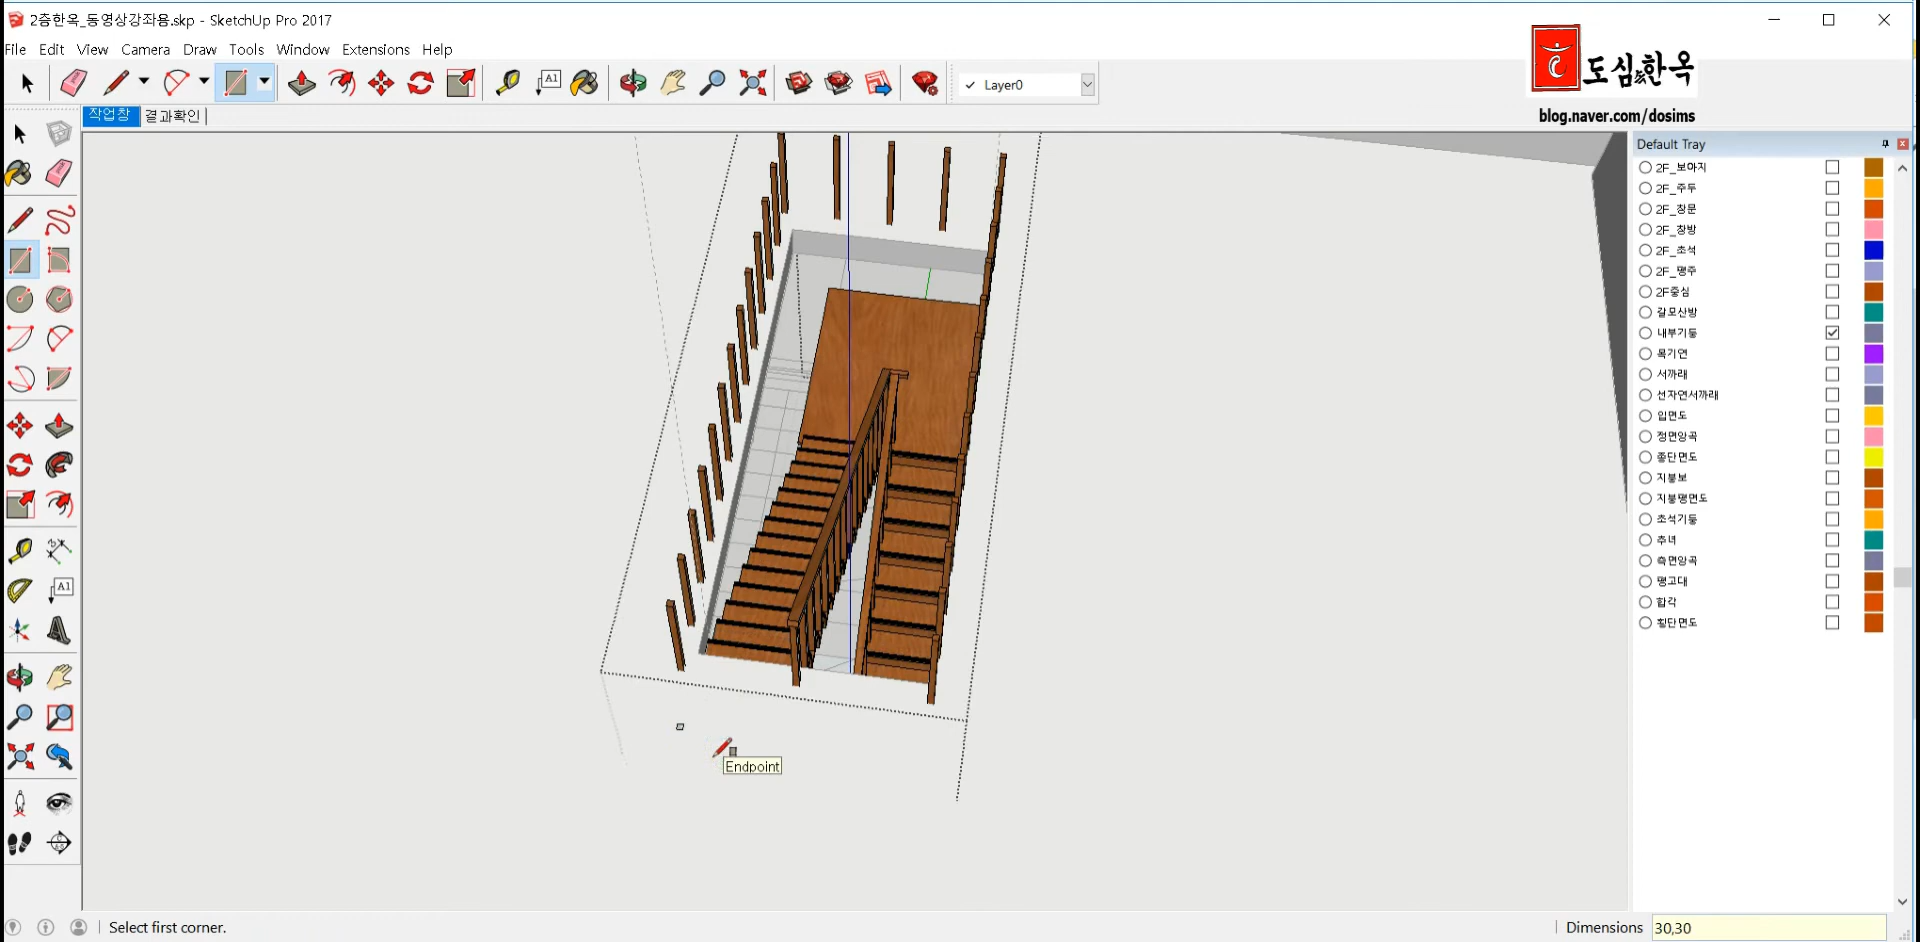 2층한옥_동영상강좌용.skp - SketchUp Pro 2017
File Edit View Camera Draw Tools Window Extensions Help
도심한옥
A1
Layer0
blog.naver.com/dosims
작업창 결과확인
Default Tray
2F_보아지
2F_주두
2F_창문
2F_창방
2F_초석
2F_평주
2F중심
갈모산방
내부기둥
목기연
서까래
선자연서까래
입면도
정면앙곡
종단면도
지붕보
지붕평면도
초석기둥
추녀
측면앙곡
평고대
합각
횡단면도
A1
Endpoint
Select first corner.
Dimensions 30,30